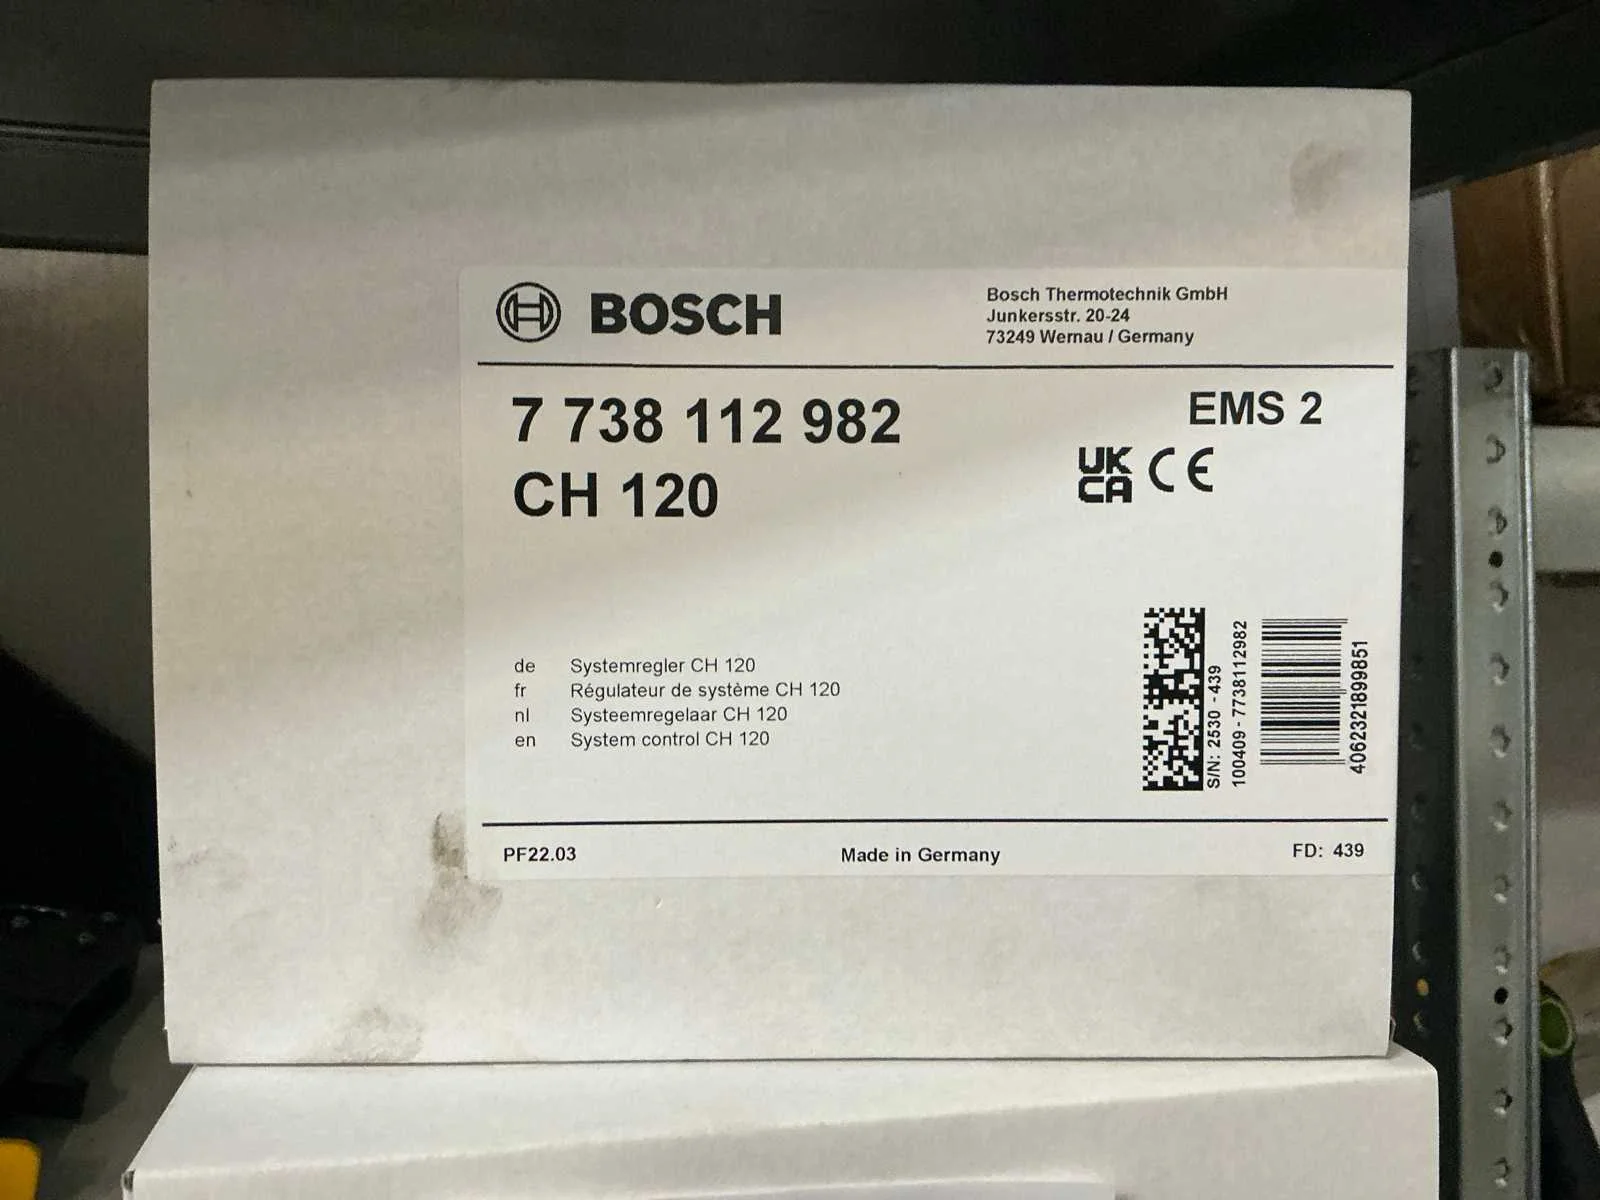 BOSCH
Bosch Thermotechnik GmbH
Junkersstr. 20-24
73249 Wernau / Germany
7 738 112 982
EMS 2
CH 120
UK
CA CE
de Systemregler CH 120
fr Régulateur de système CH 120
nl Systeemregelaar CH 120
en System control CH 120
S/N: 2530 -439
100409 - 7738112982
4062321899851
PF22.03
Made in Germany
FD: 439